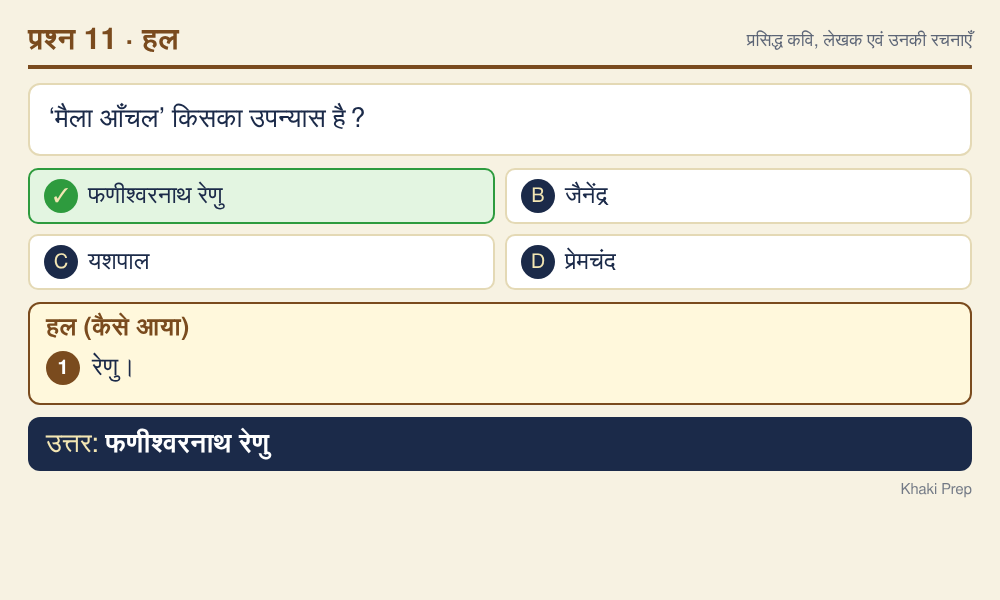 प्रश्न 11 · हल
प्रसिद्ध कवि, लेखक एवं उनकी रचनाएँ
‘मैला आँचल’ किसका उपन्यास है ?
✓ फणीश्वरनाथ रेणु
B जैनेंद्र
C यशपाल
D प्रेमचंद
हल (कैसे आया)
1 रेणु।
उत्तर: फणीश्वरनाथ रेणु
Khaki Prep